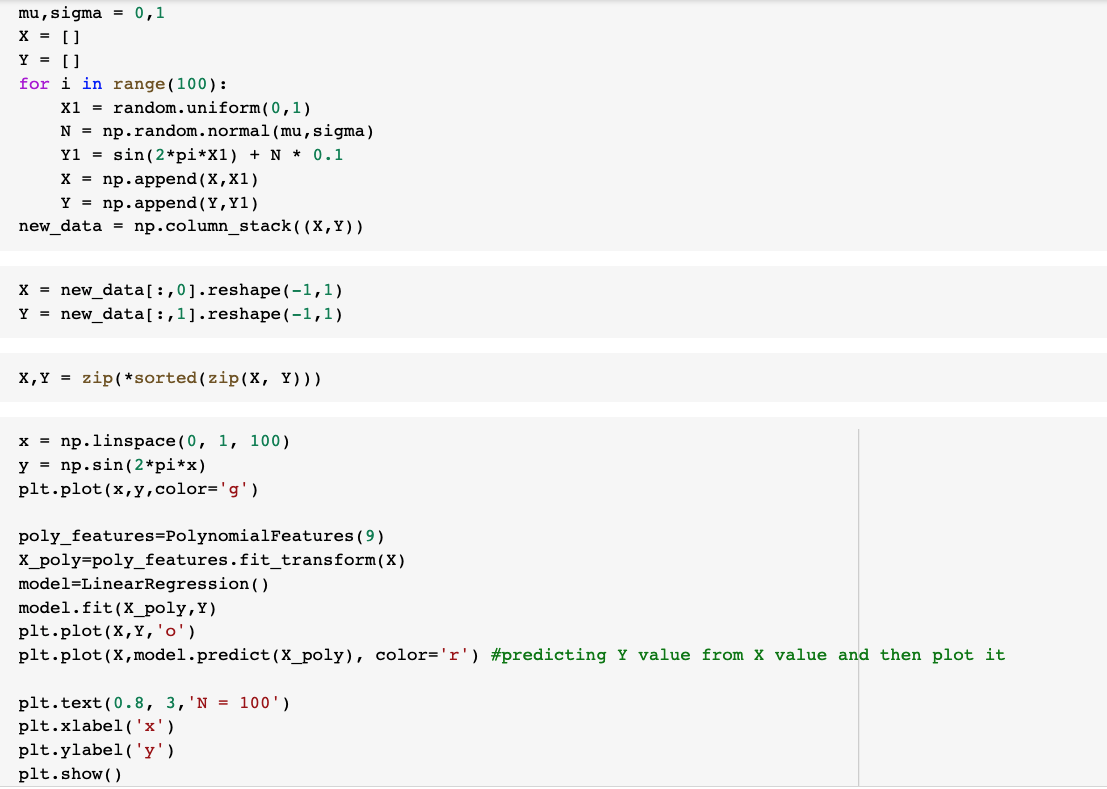 mu,sigma = 0,1
X = []
Y = []
for i in range(100):
    X1 = random.uniform(0,1)
    N = np.random.normal(mu,sigma)
    Y1 = sin(2*pi*X1) + N * 0.1
    X = np.append(X,X1)
    Y = np.append(Y,Y1)
new_data = np.column_stack((X,Y))
X = new_data[:,0].reshape(-1,1)
Y = new_data[:,1].reshape(-1,1)
X,Y = zip(*sorted(zip(X, Y)))
x = np.linspace(0, 1, 100)
y = np.sin(2*pi*x)
plt.plot(x,y,color='g')
poly_features=PolynomialFeatures(9)
X_poly=poly_features.fit_transform(X)
model=LinearRegression()
model.fit(X_poly,Y)
plt.plot(X,Y,'o')
plt.plot(X,model.predict(X_poly), color='r') #predicting Y value from X value and then plot it
plt.text(0.8, 3,'N = 100')
plt.xlabel('x')
plt.ylabel('y')
plt.show()